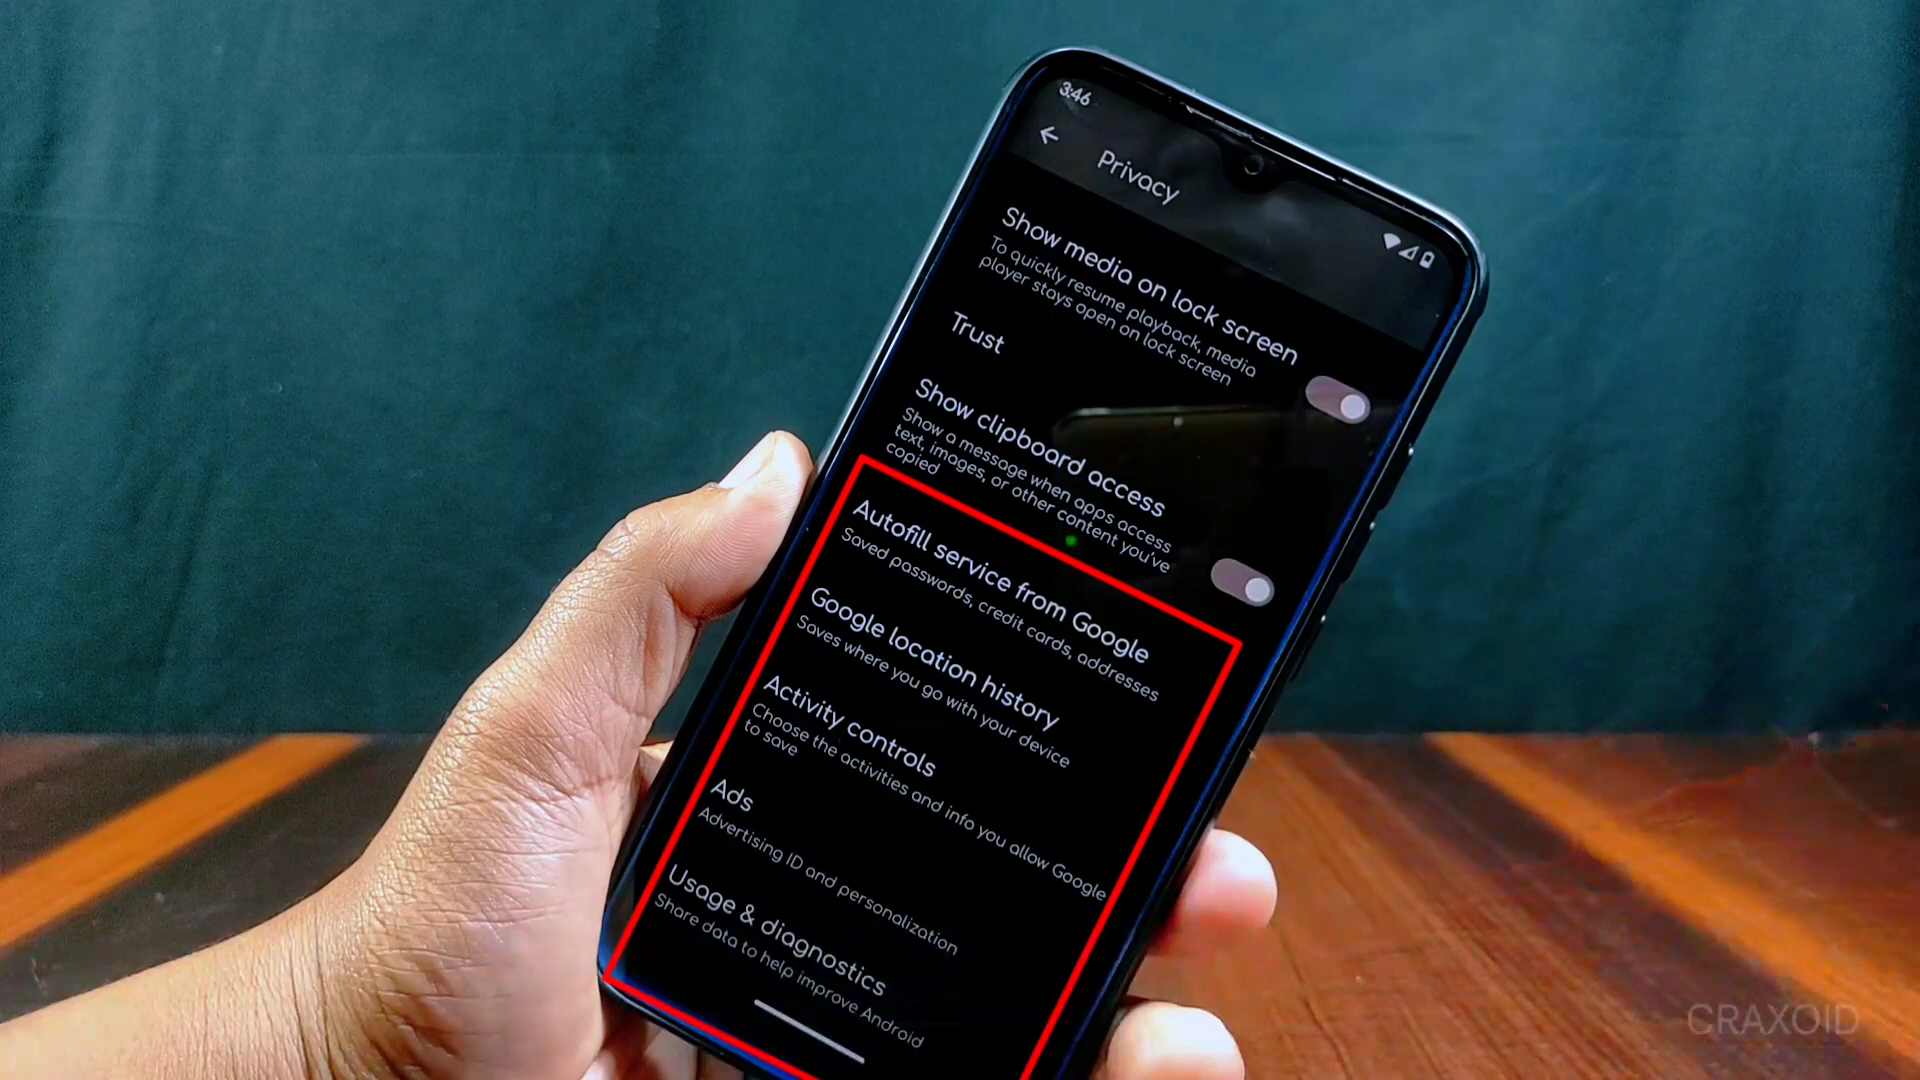 3:46
Privacy
Show media on lock screen
To quickly resume playback, media
player stays open on lock screen
Trust
Show clipboard access
Show a message when apps access
text, images, or other content you've
copied
Autofill service from Google
Saved passwords, credit cards, addresses
Google location history
Saves where you go with your device
Activity controls
Choose the activities and info you allow Google
to save
Ads
Advertising ID and personalization
Usage & diagnostics
Share data to help improve Android
CRAXOID